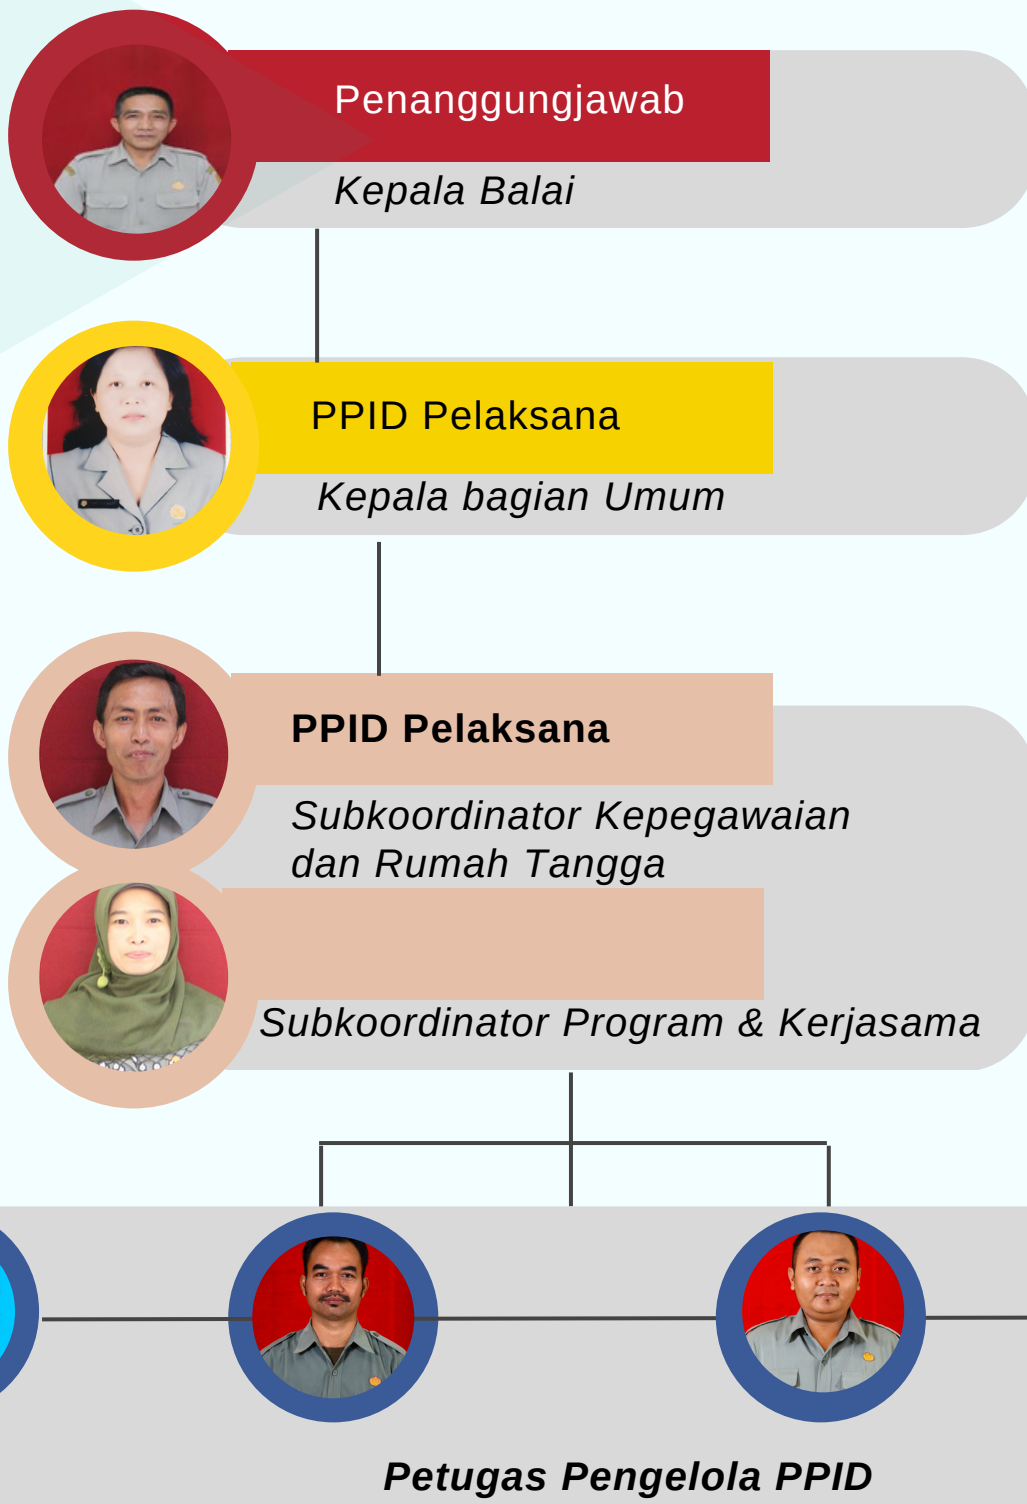 Penanggungjawab
Kepala Balai
PPID Pelaksana
Kepala bagian Umum
PPID Pelaksana
Subkoordinator Kepegawaian
dan Rumah Tangga
Subkoordinator Program & Kerjasama
Petugas Pengelola PPID